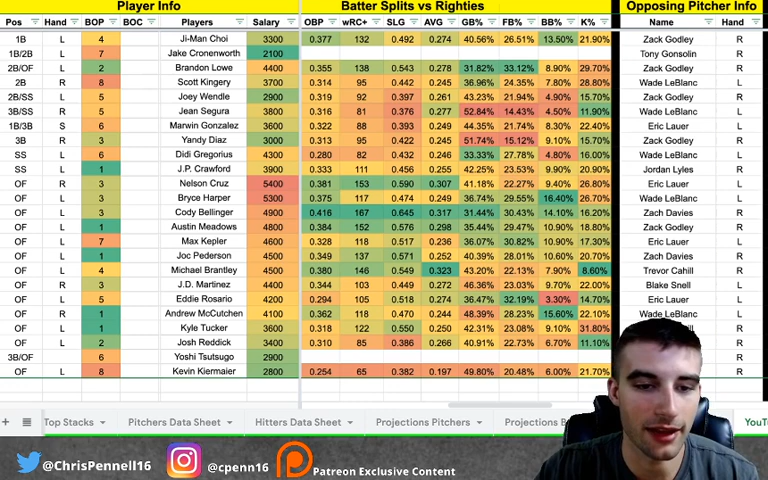 Player Info Batter Splits vs Righties Opposing Pitcher Info
Pos Hand BOP BOC Players Salary OBP wRC+ SLG AVG GB% FB% BB% K% Name Hand
1B L 4 Ji-Man Choi 3300 0.377 132 0.492 0.274 40.56% 26.51% 13.50% 21.90% Zack Godley R
1B/2B L 7 Jake Cronenworth 2100 Tony Gonsolin R
2B/OF L 2 Brandon Lowe 4400 0.355 138 0.543 0.278 31.82% 33.12% 8.90% 29.70% Zack Godley R
2B R 8 Scott Kingery 3700 0.314 95 0.442 0.245 36.96% 24.35% 7.80% 28.80% Wade LeBlanc L
2B/SS L 5 Joey Wendle 2900 0.319 92 0.397 0.261 43.23% 21.94% 4.90% 15.70% Zack Godley R
3B/SS R 5 Jean Segura 3800 0.316 81 0.376 0.277 52.84% 14.43% 4.50% 11.90% Wade LeBlanc L
1B/3B S 6 Marwin Gonzalez 3600 0.322 88 0.393 0.249 44.35% 21.74% 8.30% 22.40% Eric Lauer L
3B R 3 Yandy Diaz 3000 0.313 95 0.422 0.245 51.74% 15.12% 9.10% 15.70% Zack Godley R
SS L 6 Didi Gregorius 4300 0.280 82 0.432 0.246 33.33% 27.78% 4.80% 16.00% Wade LeBlanc L
SS L 1 J.P. Crawford 3900 0.333 111 0.456 0.255 42.25% 23.53% 9.90% 20.90% Jordan Lyles R
OF R 3 Nelson Cruz 5400 0.381 153 0.590 0.307 41.18% 22.27% 9.40% 26.80% Eric Lauer L
OF L 3 Bryce Harper 5300 0.375 117 0.474 0.249 36.74% 29.55% 16.40% 26.70% Wade LeBlanc L
OF L 3 Cody Bellinger 4900 0.416 167 0.645 0.317 31.44% 30.43% 14.10% 16.20% Zach Davies R
OF L 1 Austin Meadows 4800 0.384 152 0.576 0.298 35.44% 29.47% 10.90% 18.80% Zack Godley R
OF L 7 Max Kepler 4600 0.328 118 0.517 0.236 36.07% 30.82% 10.90% 17.30% Eric Lauer L
OF L 1 Joc Pederson 4500 0.349 137 0.571 0.252 40.39% 28.01% 10.60% 20.70% Zach Davies R
OF L 4 Michael Brantley 4500 0.380 146 0.549 0.323 43.20% 22.13% 7.90% 8.60% Trevor Cahill R
OF R 3 J.D. Martinez 4400 0.344 103 0.449 0.272 46.36% 23.03% 9.70% 22.00% Blake Snell L
OF L 5 Eddie Rosario 4200 0.294 105 0.518 0.274 36.47% 32.19% 3.30% 14.70% Eric Lauer L
OF R 1 Andrew McCutchen 4100 0.362 118 0.470 0.244 48.39% 28.23% 15.60% 22.10% Wade LeBlanc L
OF L 1 Kyle Tucker 3600 0.318 122 0.550 0.250 42.31% 23.08% 9.10% 31.80% R
OF L 2 Josh Reddick 3400 0.310 85 0.386 0.266 40.91% 22.73% 6.70% 11.10% R
3B/OF 6 Yoshi Tsutsugo 2900 R
OF L 8 Kevin Kiermaier 2800 0.254 65 0.382 0.197 49.80% 20.48% 6.00% 21.70% R
Top Stacks Pitchers Data Sheet Hitters Data Sheet Projections Pitchers Projections YouT
@ChrisPennell16 @cpenn16 Patreon Exclusive Content